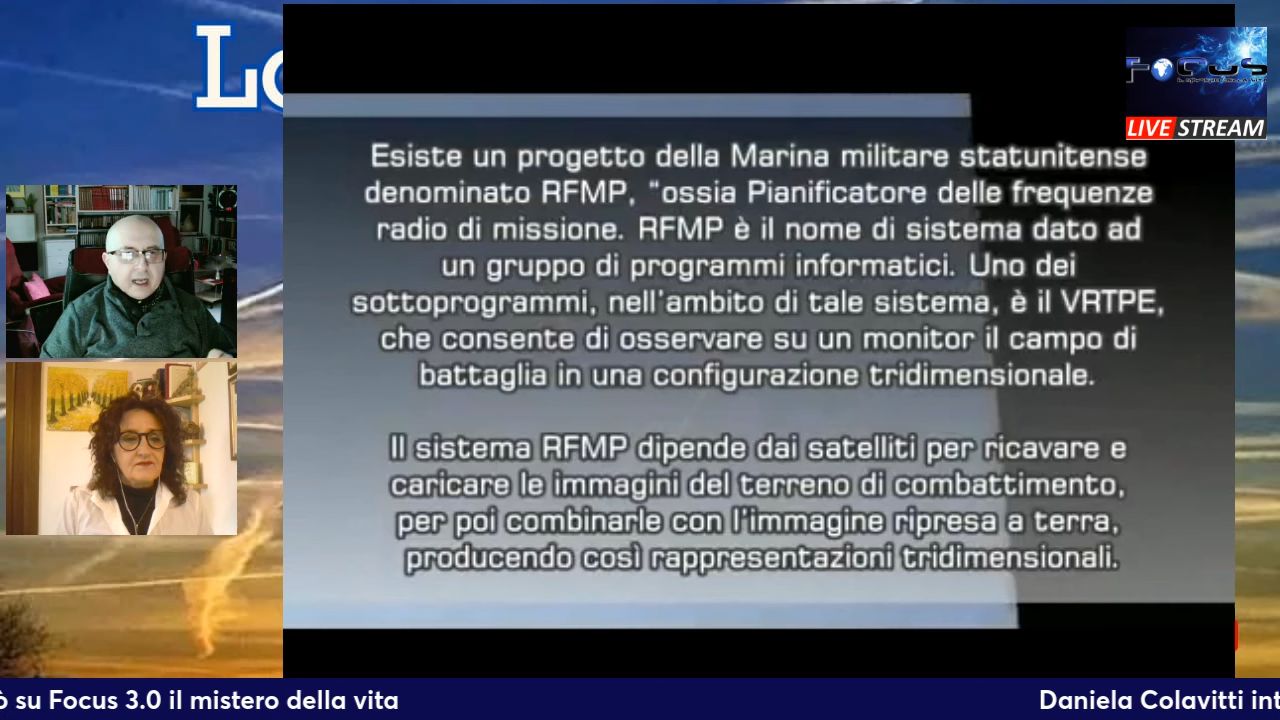 Lo
FOCUS
LIVE STREAM
Esiste un progetto della Marina militare statunitense
denominato RFMP, “ossia Pianificatore delle frequenze
radio di missione. RFMP è il nome di sistema dato ad
un gruppo di programmi informatici. Uno dei
sottoprogrammi, nell'ambito di tale sistema, è il VRTPE,
che consente di osservare su un monitor il campo di
battaglia in una configurazione tridimensionale.
Il sistema RFMP dipende dai satelliti per ricavare e
caricare le immagini del terreno di combattimento,
per poi combinarle con l'immagine ripresa a terra,
producendo così rappresentazioni tridimensionali.
ò su Focus 3.0 il mistero della vita
Daniela Colavitti int